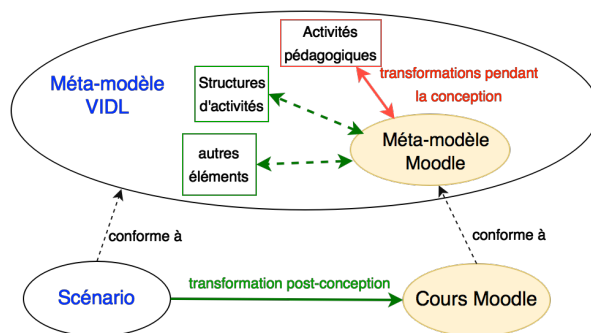 Activités
pédagogiques
transformations pendant
la conception
Méta-modèle
VIDL
Structures
d'activités
Méta-modèle
Moodle
autres
éléments
conforme à
conforme à
transformation post-conception
Scénario
Cours Moodle